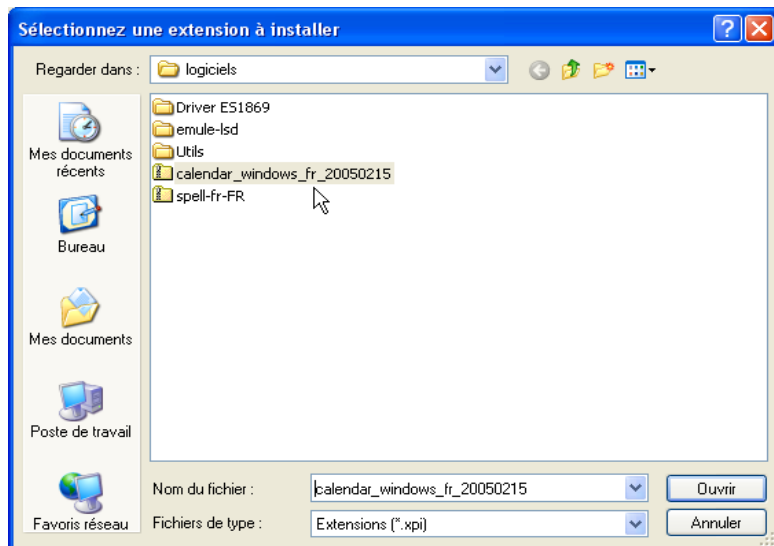 Sélectionnez une extension à installer
Regarder dans :
logiciels
Mes documents
récents
Bureau
Mes documents
Poste de travail
Favoris réseau
Driver ES1869
emule-lsd
Utils
calendar_windows_fr_20050215
spell-fr-FR
Nom du fichier :
calendar_windows_fr_20050215
Ouvrir
Fichiers de type :
Extensions (*.xpi)
Annuler